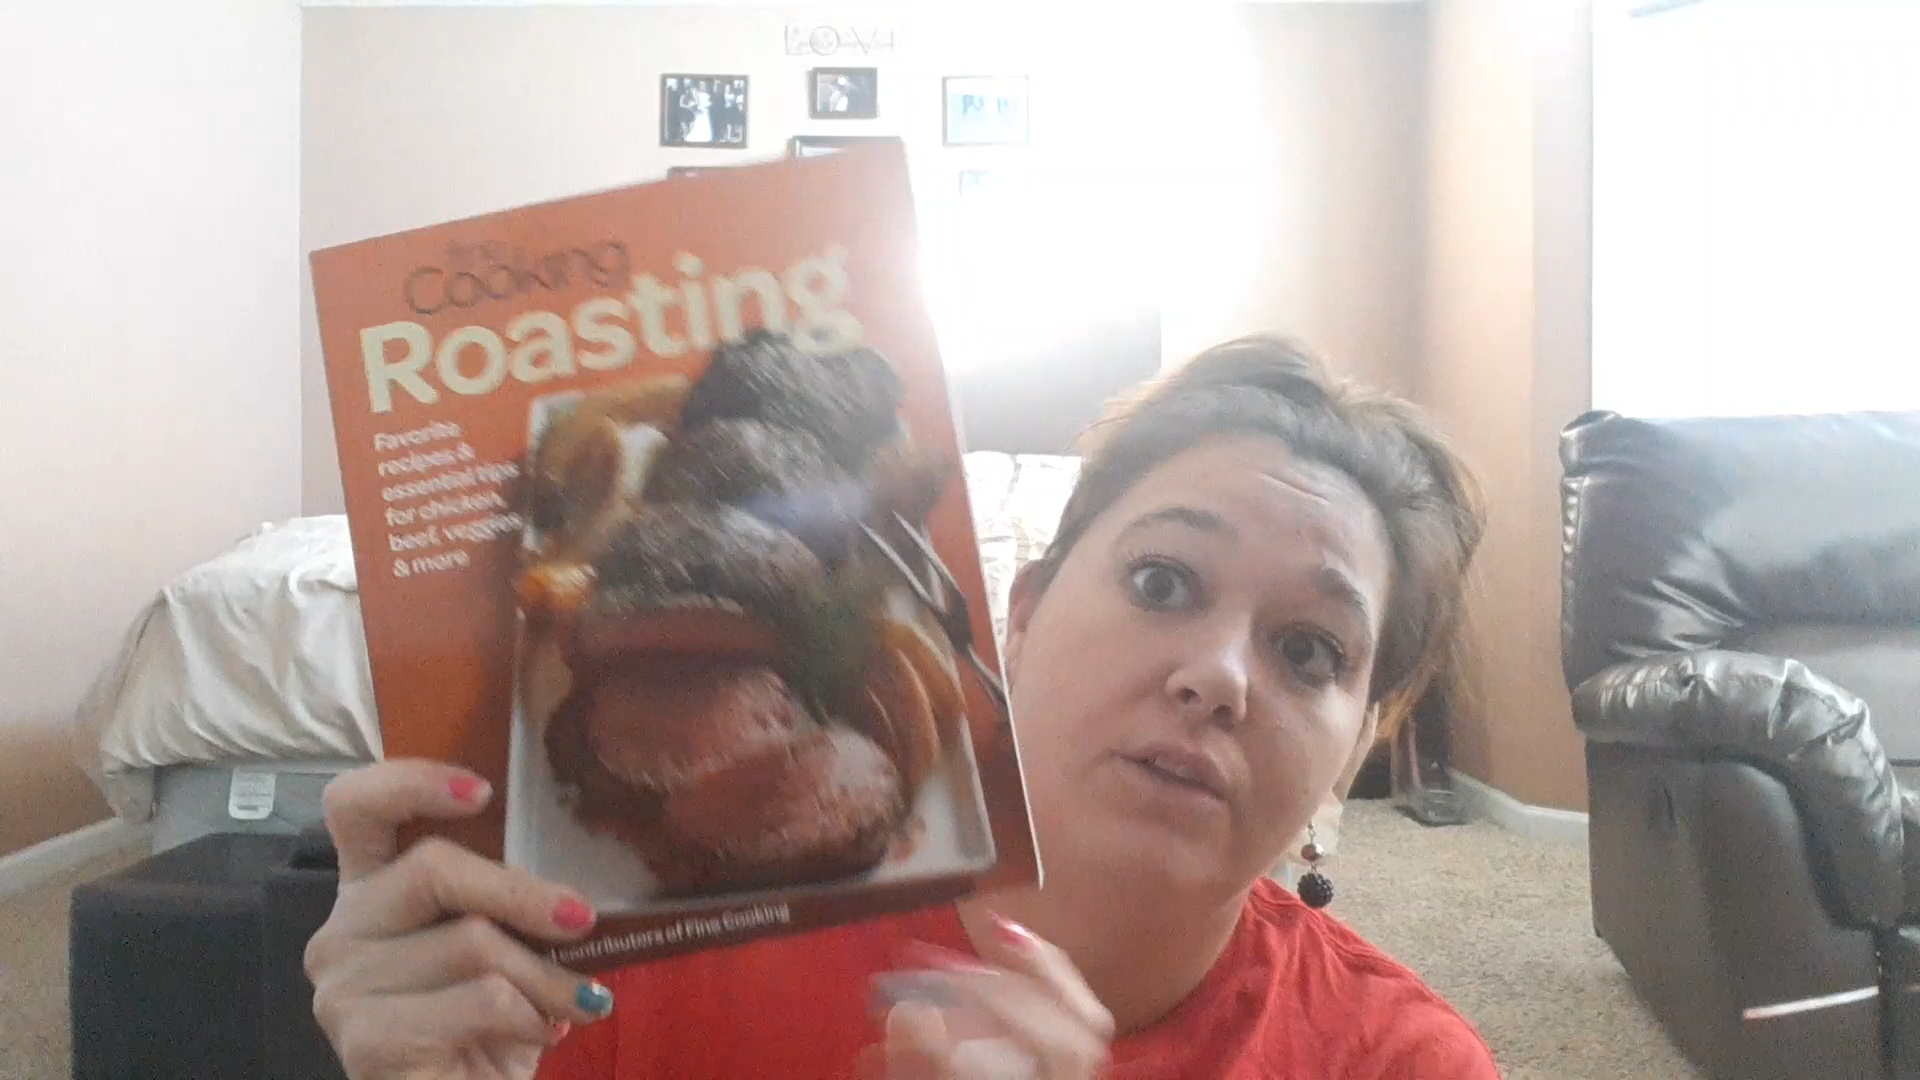 fine
Cooking
Roasting
Favorite
recipes &
essential tips
for chicken,
beef, veggies
& more
contributors of Fine Cooking